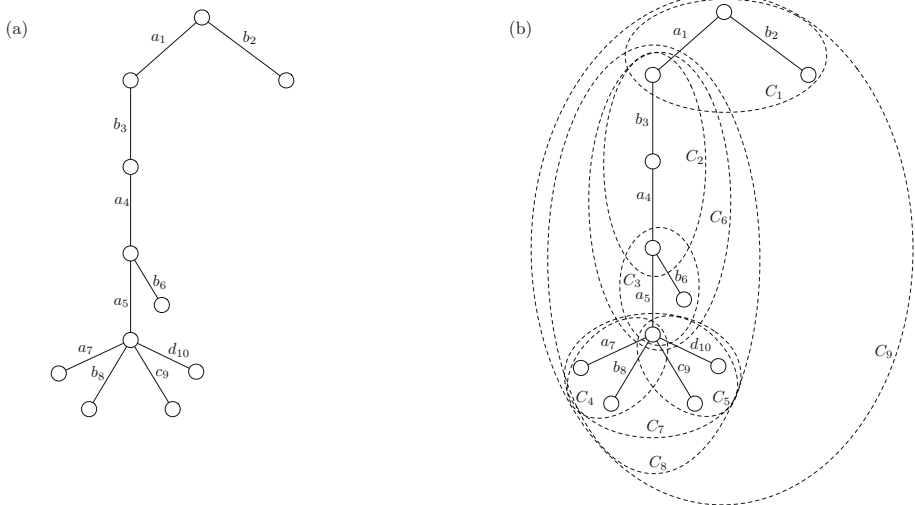 (a)
a₁
b₂
b₃
a₄
b₆
a₅
a₇
d₁₀
b₈
c₉
(b)
a₁
b₂
C₁
b₃
C₂
a₄
C₆
C₃
b₆
a₅
a₇
d₁₀
b₈
c₉
C₉
C₄
C₅
C₇
C₈